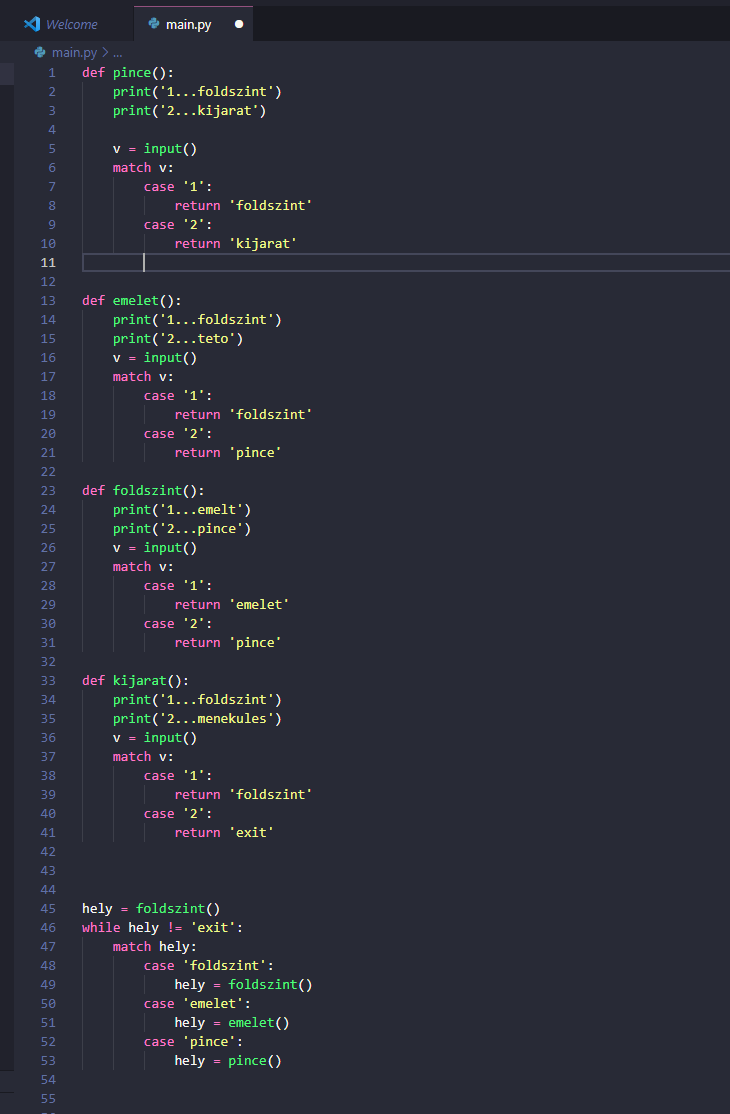 Welcome
main.py
main.py > ...
1 def pince():
2     print('1...foldszint')
3     print('2...kijarat')
4
5     v = input()
6     match v:
7         case '1':
8             return 'foldszint'
9         case '2':
10             return 'kijarat'
11
12
13 def emelet():
14     print('1...foldszint')
15     print('2...teto')
16     v = input()
17     match v:
18         case '1':
19             return 'foldszint'
20         case '2':
21             return 'pince'
22
23 def foldszint():
24     print('1...emelt')
25     print('2...pince')
26     v = input()
27     match v:
28         case '1':
29             return 'emelet'
30         case '2':
31             return 'pince'
32
33 def kijarat():
34     print('1...foldszint')
35     print('2...menekules')
36     v = input()
37     match v:
38         case '1':
39             return 'foldszint'
40         case '2':
41             return 'exit'
42
43
44
45 hely = foldszint()
46 while hely != 'exit':
47     match hely:
48         case 'foldszint':
49             hely = foldszint()
50         case 'emelet':
51             hely = emelet()
52         case 'pince':
53             hely = pince()
54
55